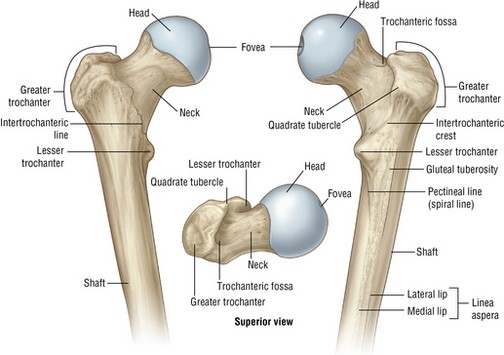 Head
Fovea
Greater
trochanter
Neck
Intertrochanteric
line
Lesser
trochanter
Shaft
Head
Trochanteric fossa
Greater
trochanter
Neck
Quadrate tubercle
Intertrochanteric
crest
Lesser trochanter
Gluteal tuberosity
Pectineal line
(spiral line)
Shaft
Lateral lip
Medial lip
Linea
aspera
Lesser trochanter
Quadrate tubercle
Head
Fovea
Neck
Trochanteric fossa
Greater trochanter
Superior view